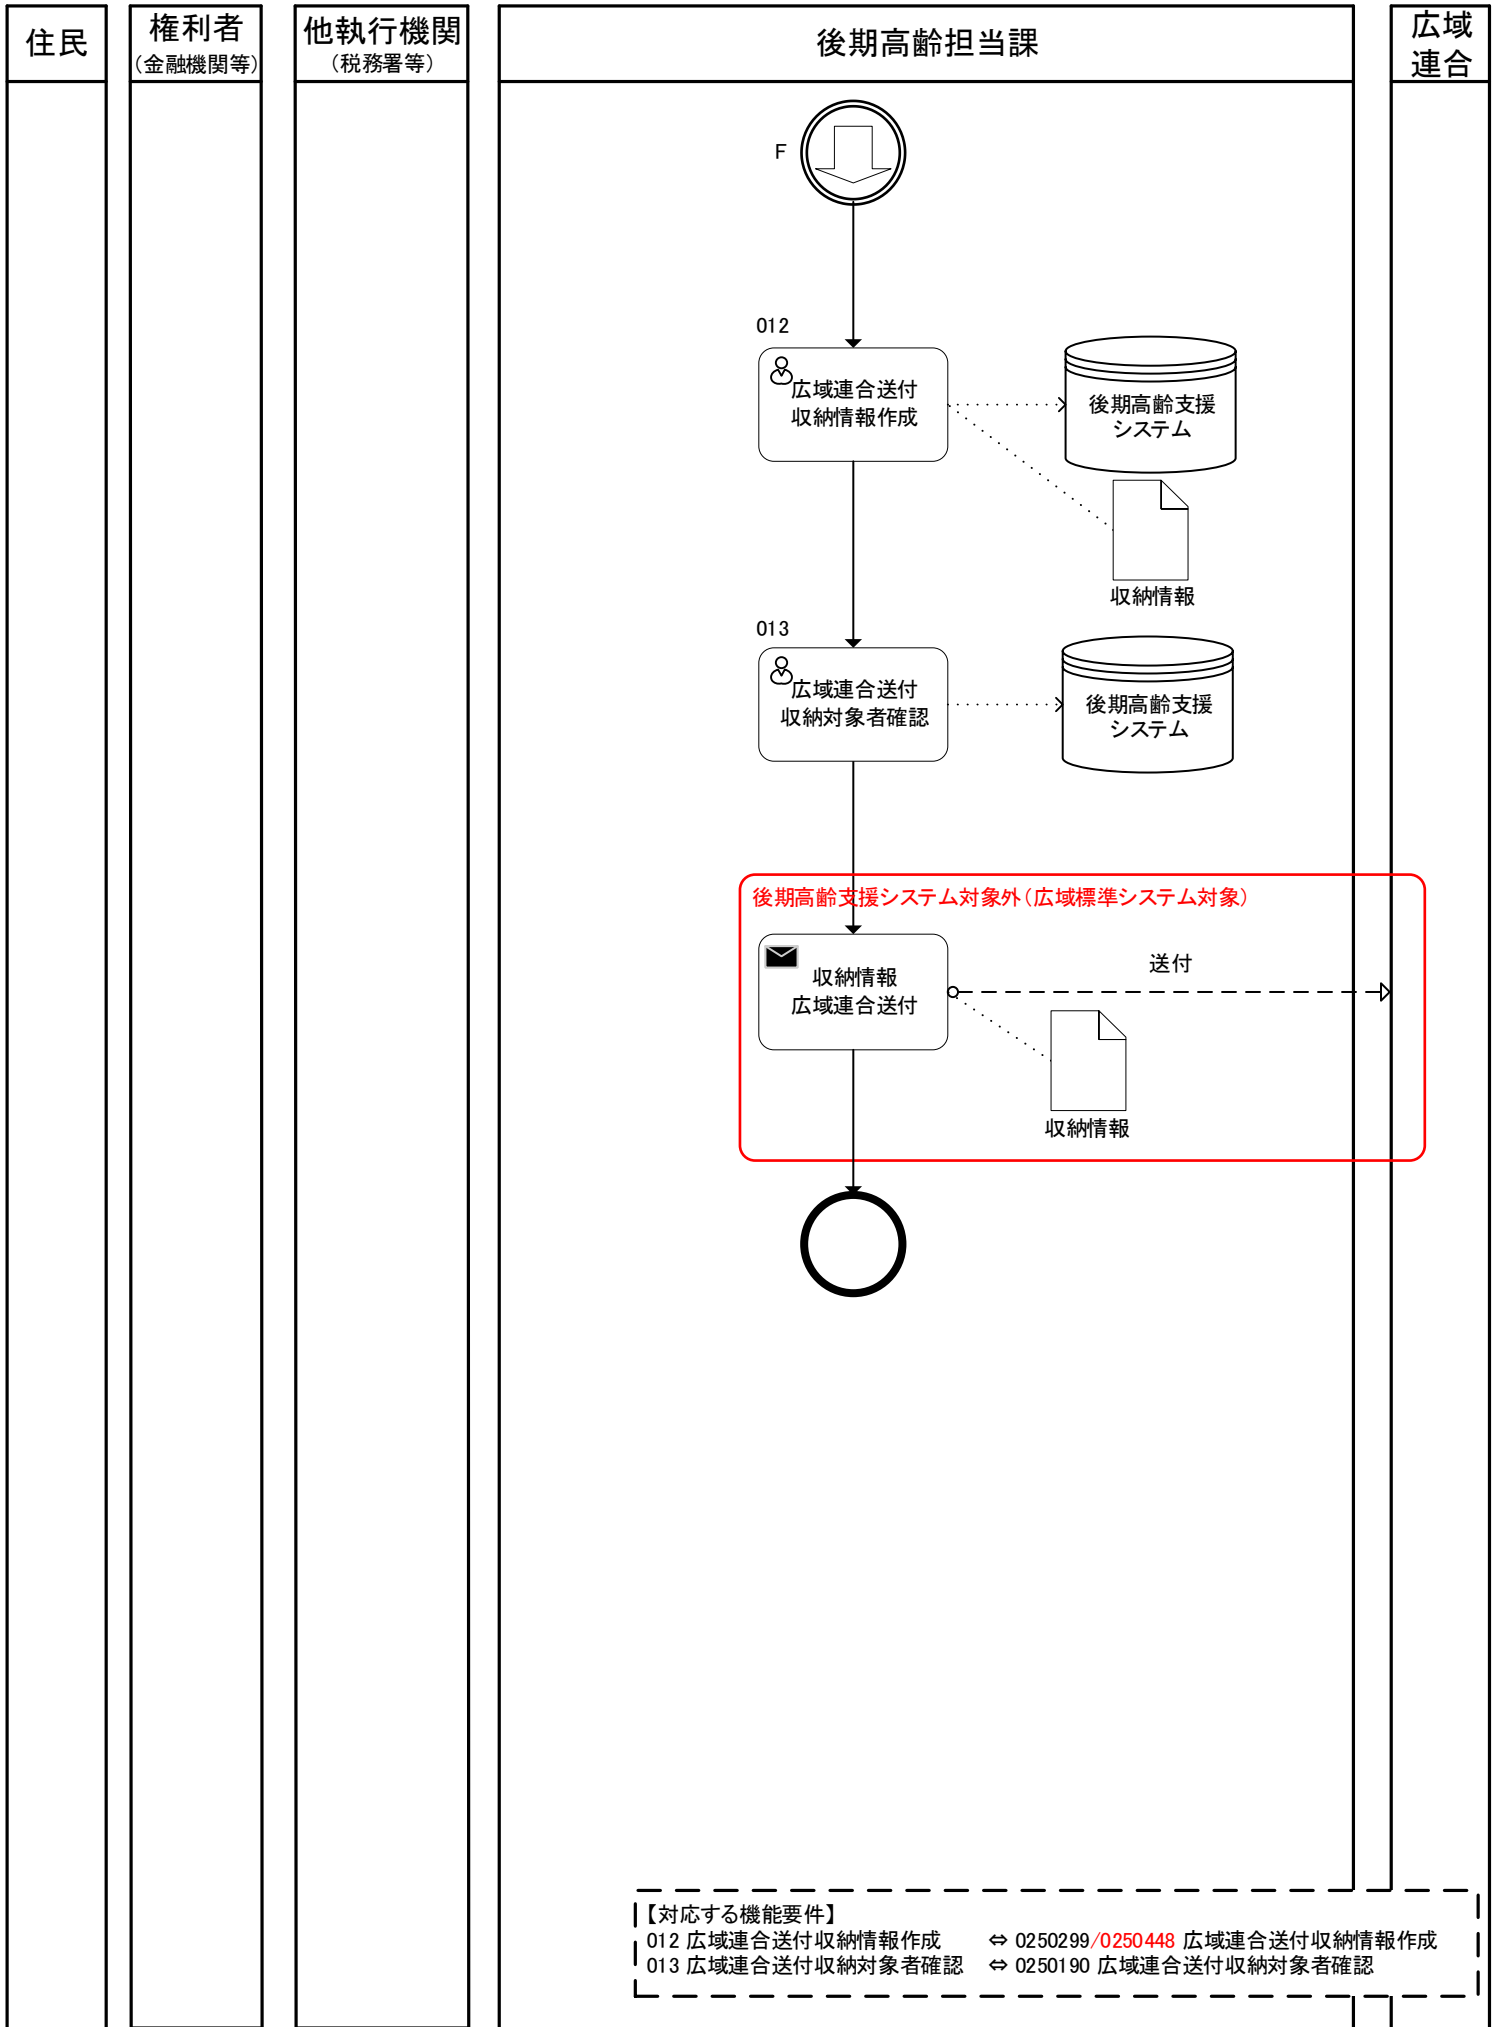 住民
権利者
(金融機関等)
他執行機関
(税務署等)
後期高齢担当課
広域
連合
F
012
広域連合送付
収納情報作成
後期高齢支援
システム
収納情報
013
広域連合送付
収納対象者確認
後期高齢支援
システム
後期高齢支援システム対象外(広域標準システム対象)
収納情報
広域連合送付
送付
収納情報
【対応する機能要件】
012 広域連合送付収納情報作成 ⇔ 0250299/0250448 広域連合送付収納情報作成
013 広域連合送付収納対象者確認 ⇔ 0250190 広域連合送付収納対象者確認